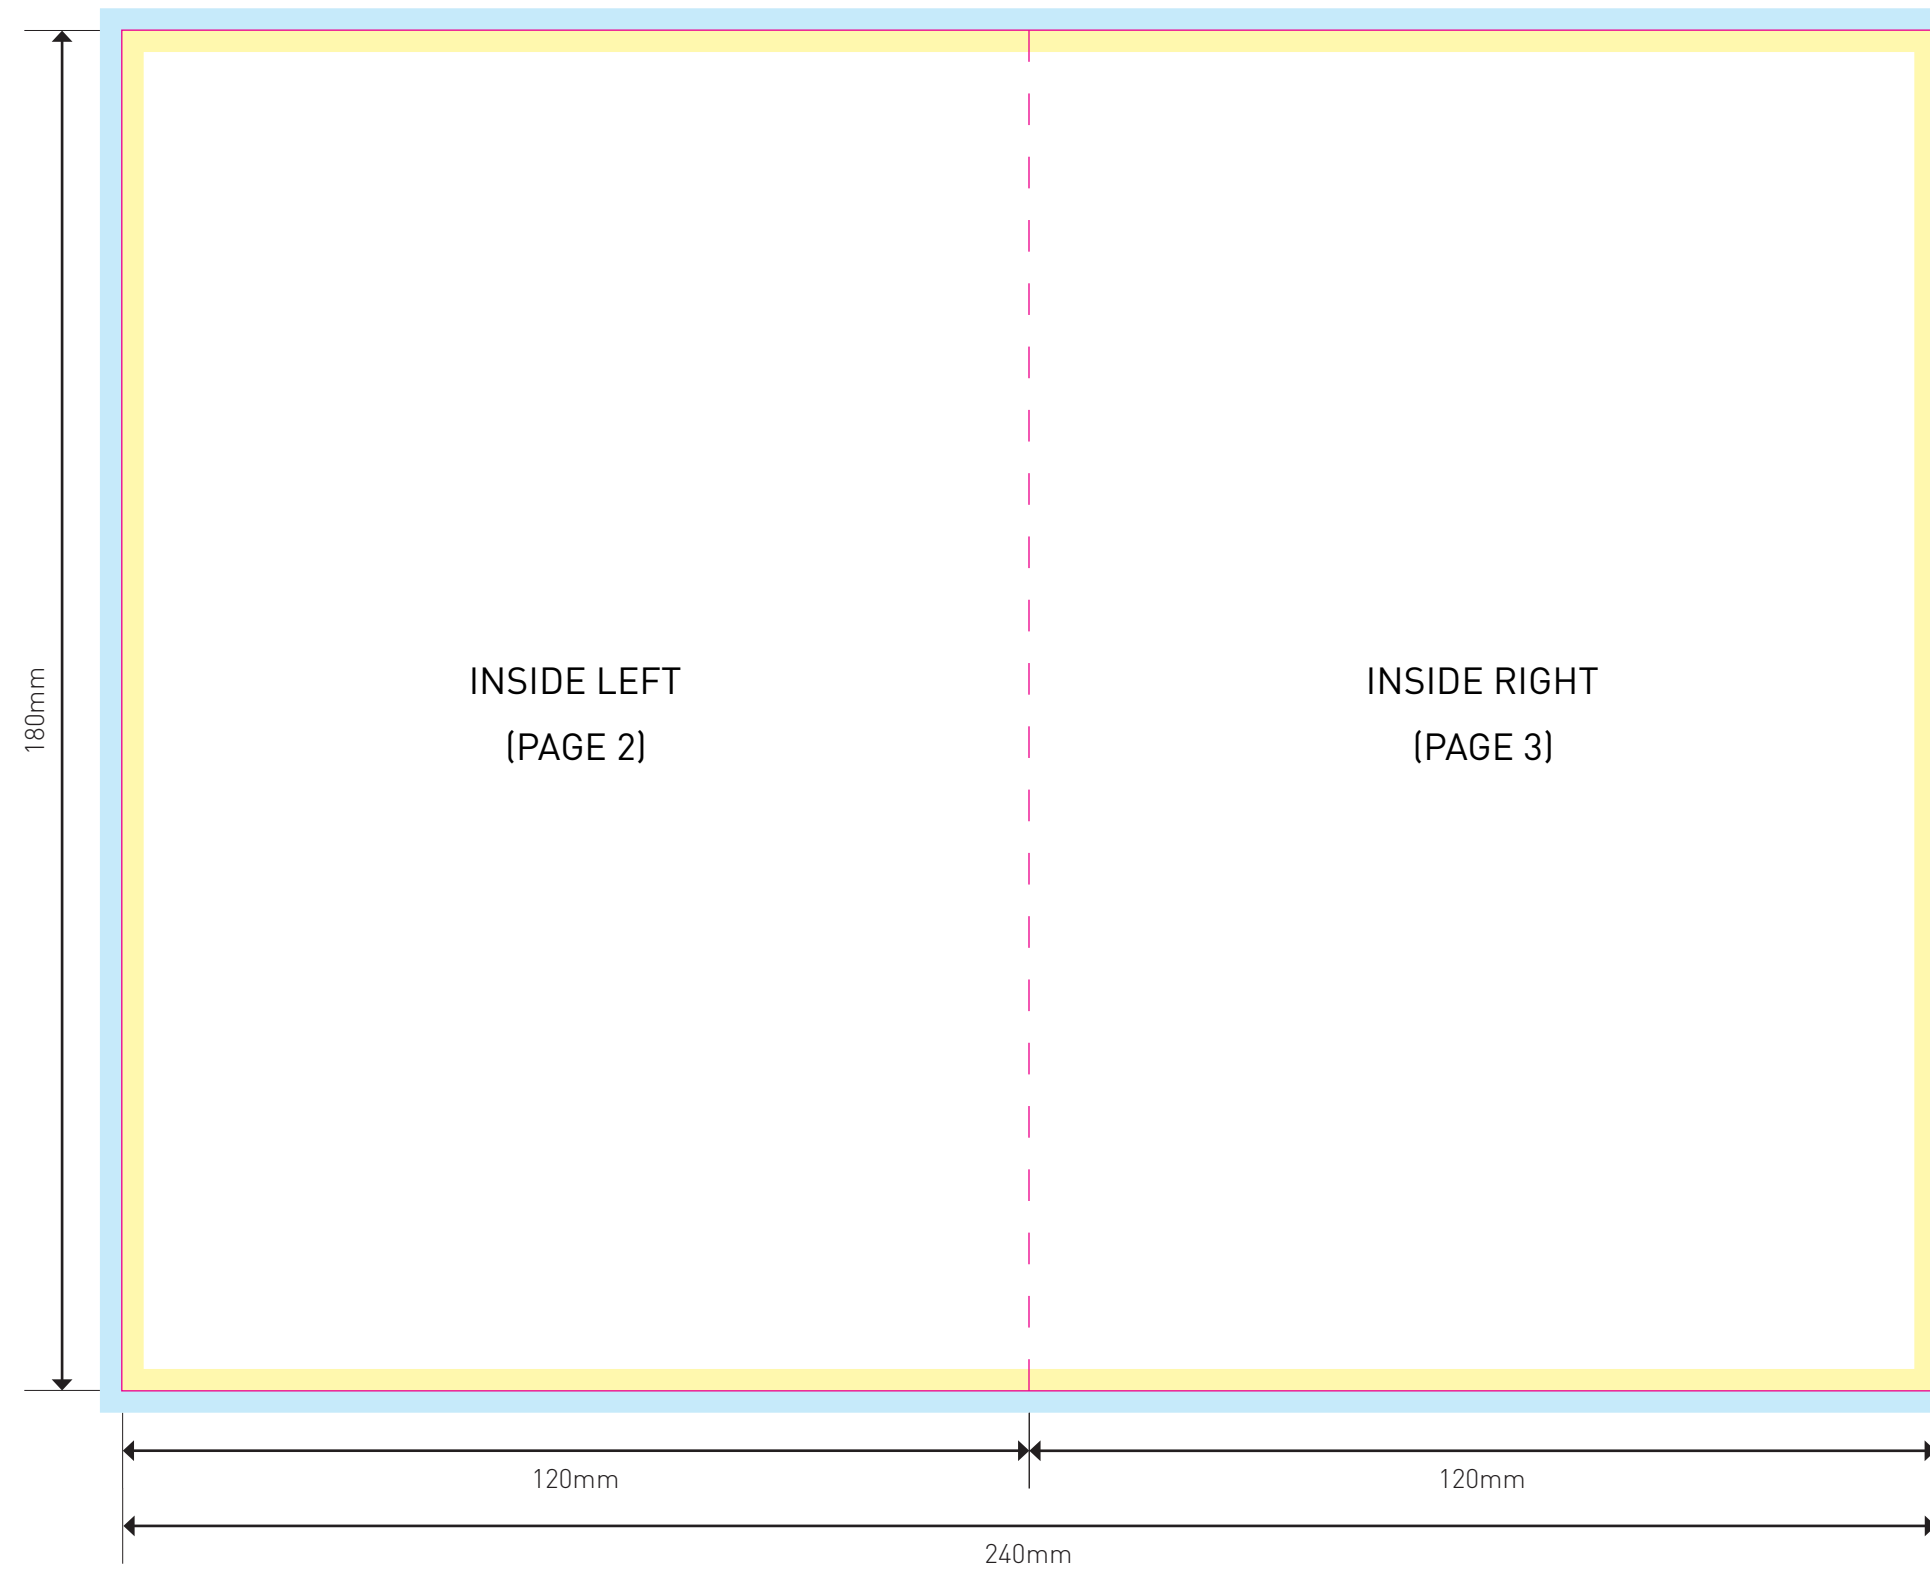 180mm
INSIDE LEFT
(PAGE 2)
INSIDE RIGHT
(PAGE 3)
120mm
120mm
240mm